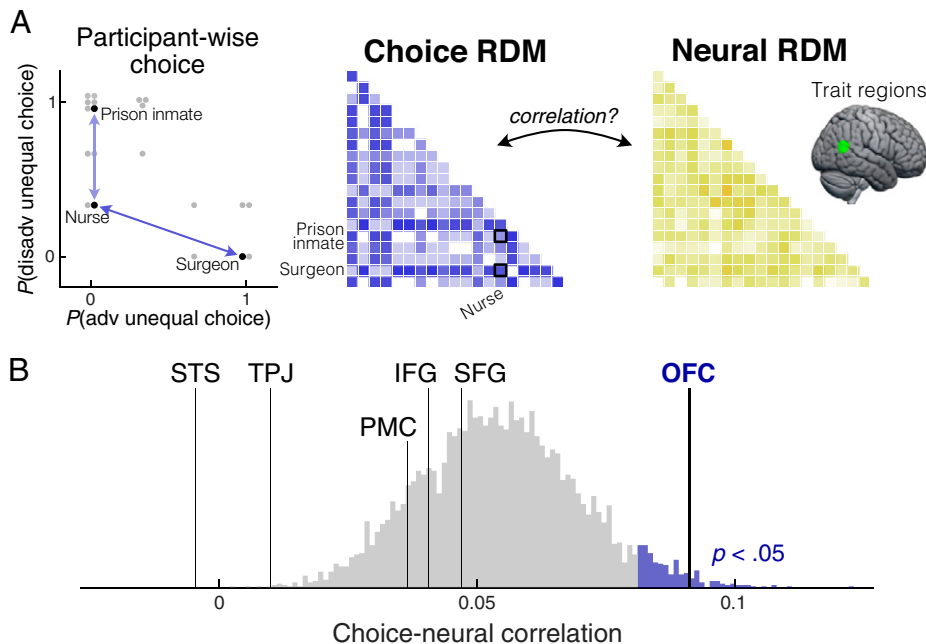 A
Participant-wise
choice
P(disadv unequal choice)
1
0
Prison inmate
Nurse
Surgeon
0
1
P(adv unequal choice)
Choice RDM
correlation?
Prison
inmate
Surgeon
Nurse
Neural RDM
Trait regions
B
STS
TPJ
IFG
SFG
OFC
PMC
p < .05
0
0.05
0.1
Choice-neural correlation